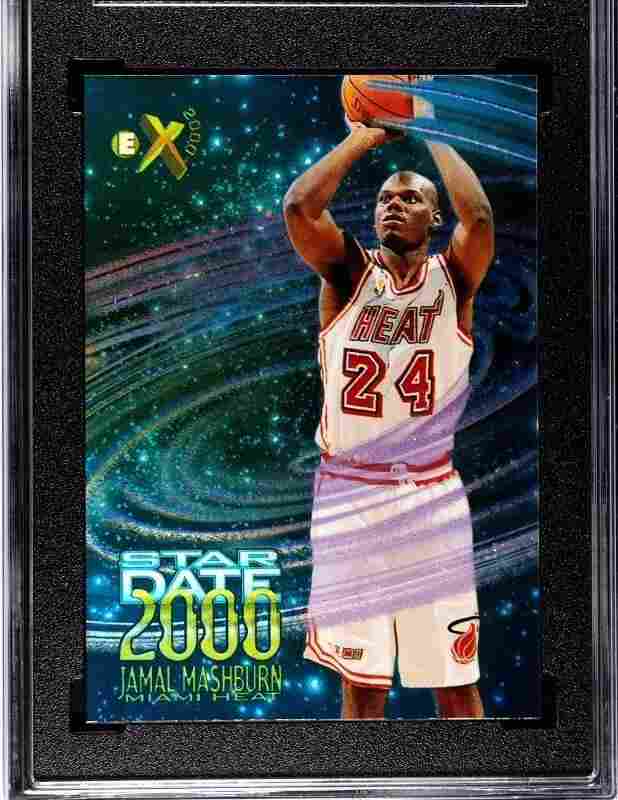 EX
2000
HEAT
24
STAR
DATE
2000
JAMAL MASHBURN
MIAMI HEAT